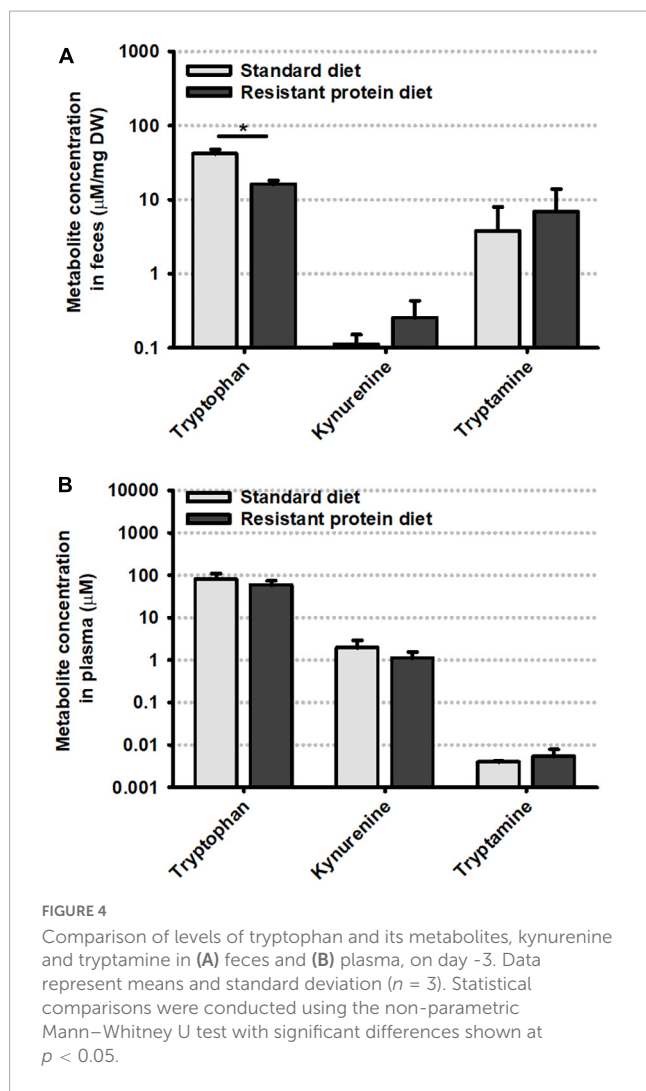 A
1000
100
10
1
0.1
Metabolite concentration
in feces (µM/mg DW)
Standard diet
Resistant protein diet
*
Tryptophan
Kynurenine
Tryptamine
B
10000
1000
100
10
1
0.1
0.01
0.001
Metabolite concentration
in plasma (µM)
Standard diet
Resistant protein diet
Tryptophan
Kynurenine
Tryptamine
FIGURE 4
Comparison of levels of tryptophan and its metabolites, kynurenine
and tryptamine in (A) feces and (B) plasma, on day -3. Data
represent means and standard deviation (n = 3). Statistical
comparisons were conducted using the non-parametric
Mann–Whitney U test with significant differences shown at
p < 0.05.